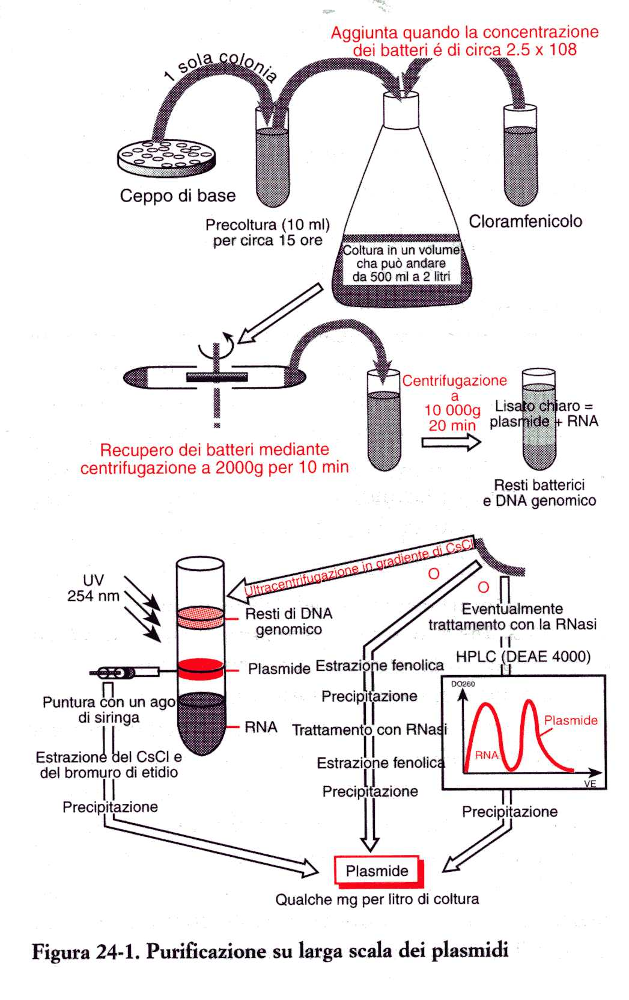 Aggiunta quando la concentrazione
dei batteri é di circa 2.5 x 108
1 sola colonia
Ceppo di base
Precoltura (10 ml)
per circa 15 ore
Cloramfenicolo
Coltura in un volume
cha può andare
da 500 ml a 2 litri
Centrifugazione
a
10 000g
20 min
Lisato chiaro =
plasmide + RNA
Recupero dei batteri mediante
centrifugazione a 2000g per 10 min
Resti batterici
e DNA genomico
Ultracentrifugazione in gradiente di CsCl
O
O
UV
254 nm
Resti di DNA
genomico
Plasmide
RNA
Puntura con un ago
di siringa
Estrazione del CsCl e
del bromuro di etidio
Precipitazione
Estrazione fenolica
Precipitazione
Trattamento con RNasi
Estrazione fenolica
Precipitazione
Eventualmente
trattamento con la RNasi
HPLC (DEAE 4000)
DO260
Plasmide
RNA
VE
Precipitazione
Plasmide
Qualche mg per litro di coltura
Figura 24-1. Purificazione su larga scala dei plasmidi